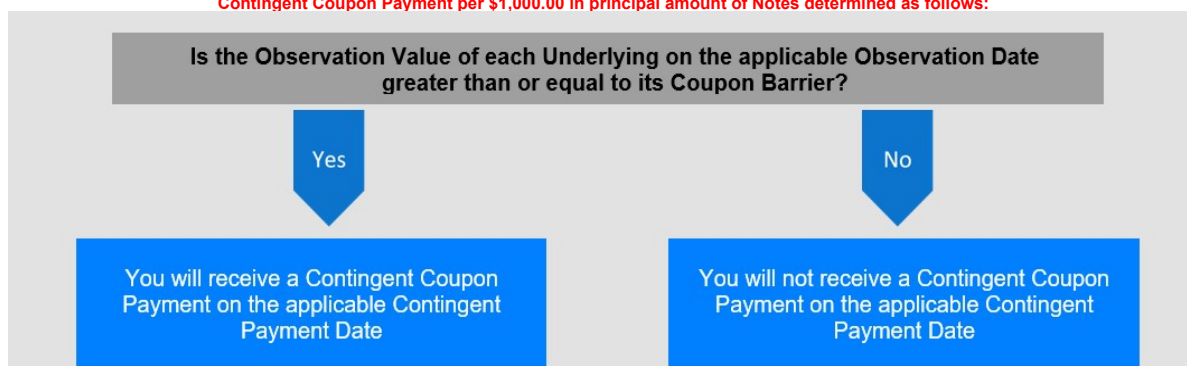 Contingent Coupon Payment per $1,000.00 in principal amount of Notes determined as follows:
Is the Observation Value of each Underlying on the applicable Observation Date
greater than or equal to its Coupon Barrier?
Yes
No
You will receive a Contingent Coupon
Payment on the applicable Contingent
Payment Date
You will not receive a Contingent Coupon
Payment on the applicable Contingent
Payment Date